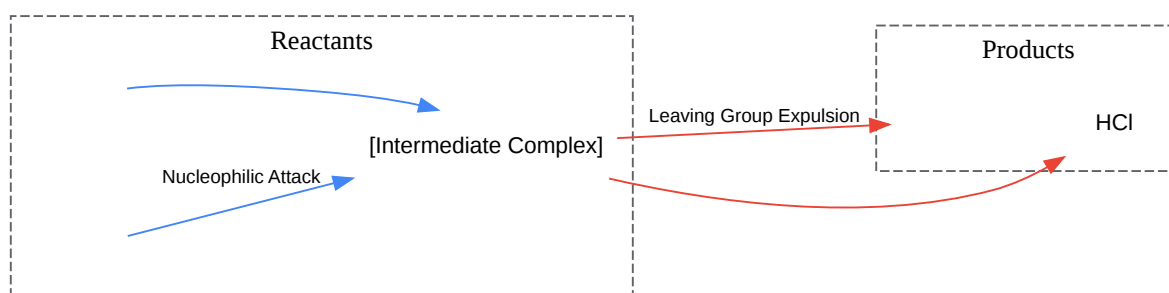 Reactants
Products
Leaving Group Expulsion
HCl
[Intermediate Complex]
Nucleophilic Attack